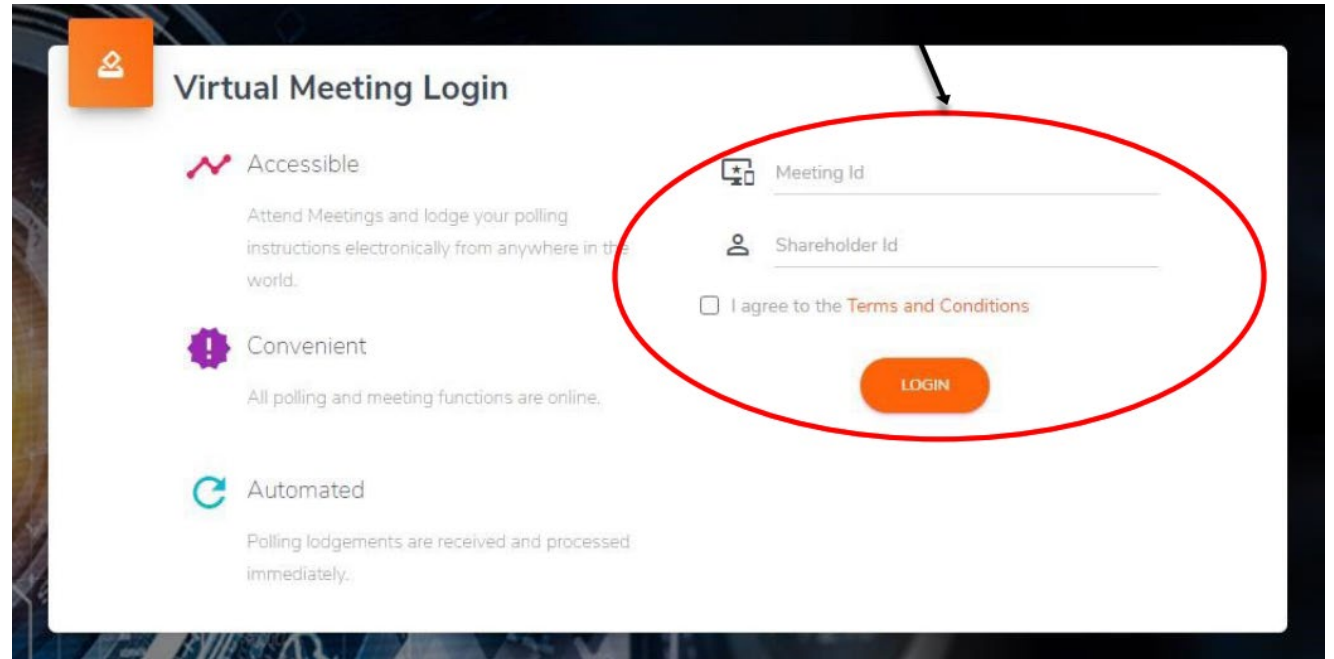 Virtual Meeting Login
Accessible
Attend Meetings and lodge your polling
instructions electronically from anywhere in the
world.
Convenient
All polling and meeting functions are online.
Automated
Polling lodgements are received and processed
immediately.
Meeting Id
Shareholder Id
I agree to the Terms and Conditions
LOGIN